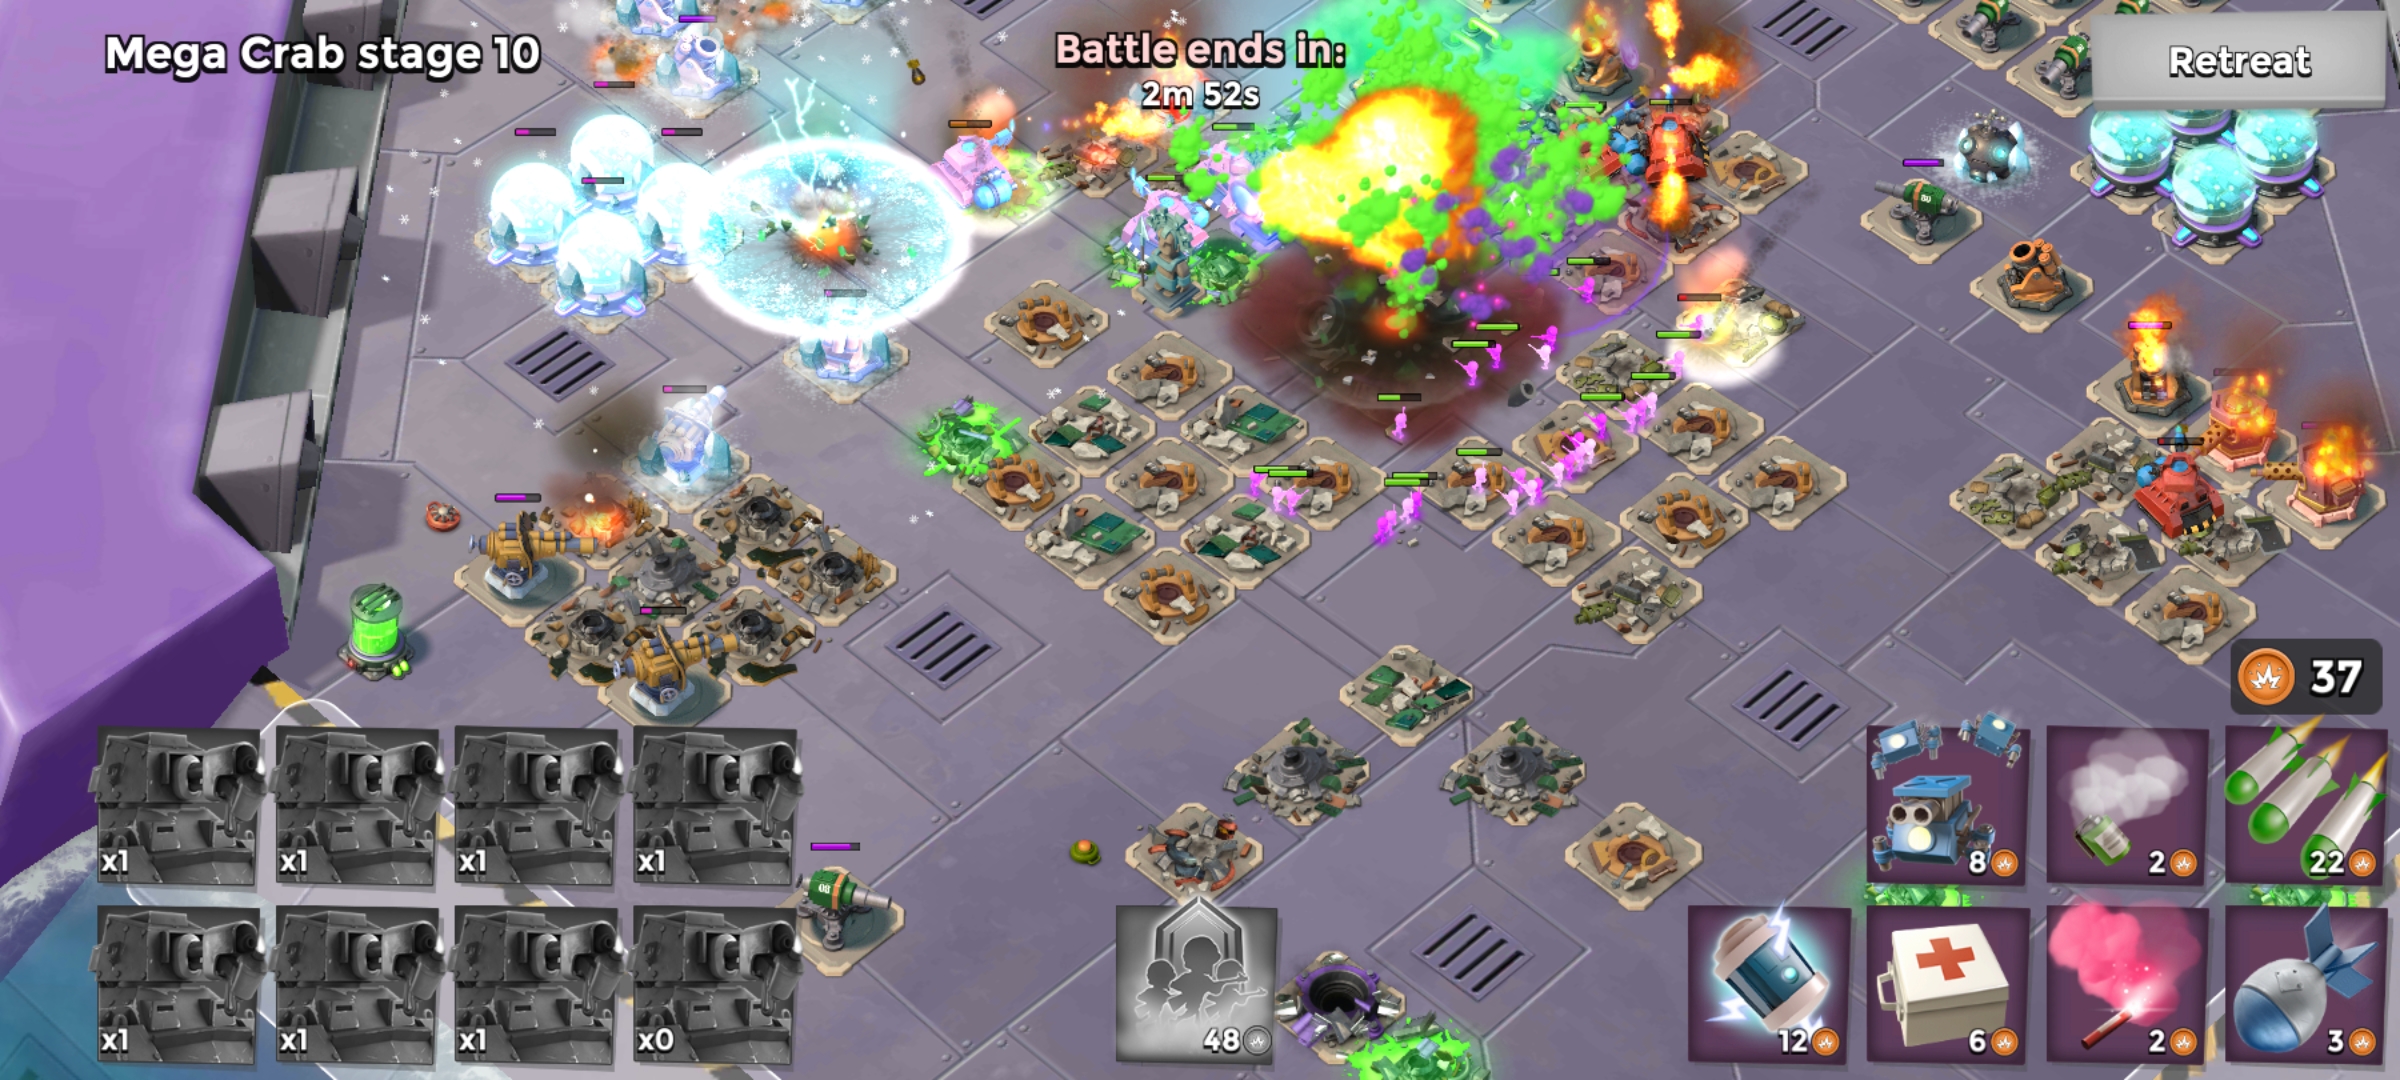 Mega Crab stage 10
Battle ends in:
2m 52s
Retreat
37
x1
x1
x1
x1
8
2
22
x1
x1
x1
x0
48
12
6
2
3